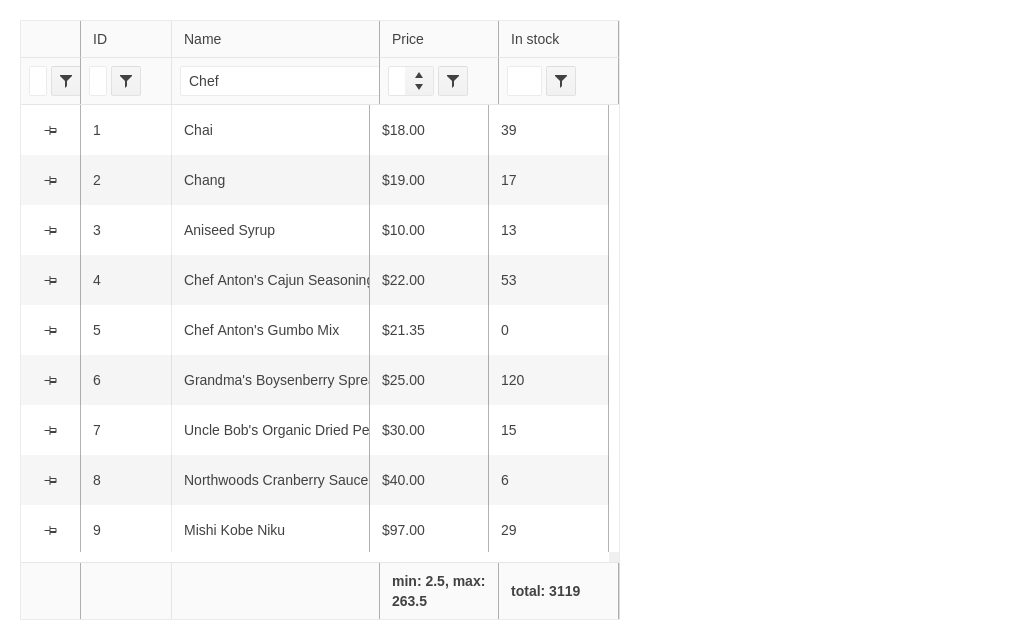 ID Name Price In stock
Chef
1 Chai $18.00 39
2 Chang $19.00 17
3 Aniseed Syrup $10.00 13
4 Chef Anton's Cajun Seasoning $22.00 53
5 Chef Anton's Gumbo Mix $21.35 0
6 Grandma's Boysenberry Spre $25.00 120
7 Uncle Bob's Organic Dried Pe $30.00 15
8 Northwoods Cranberry Sauce $40.00 6
9 Mishi Kobe Niku $97.00 29
min: 2.5, max: 263.5 total: 3119